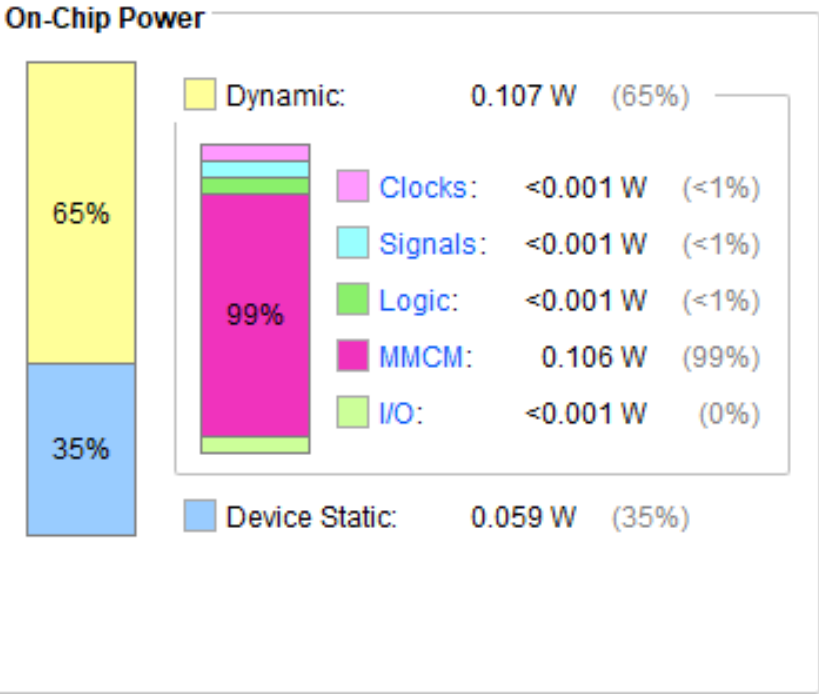 On-Chip Power
65%
35%
Dynamic: 0.107 W (65%)
99%
Clocks: <0.001 W (<1%)
Signals: <0.001 W (<1%)
Logic: <0.001 W (<1%)
MMCM: 0.106 W (99%)
I/O: <0.001 W (0%)
Device Static: 0.059 W (35%)